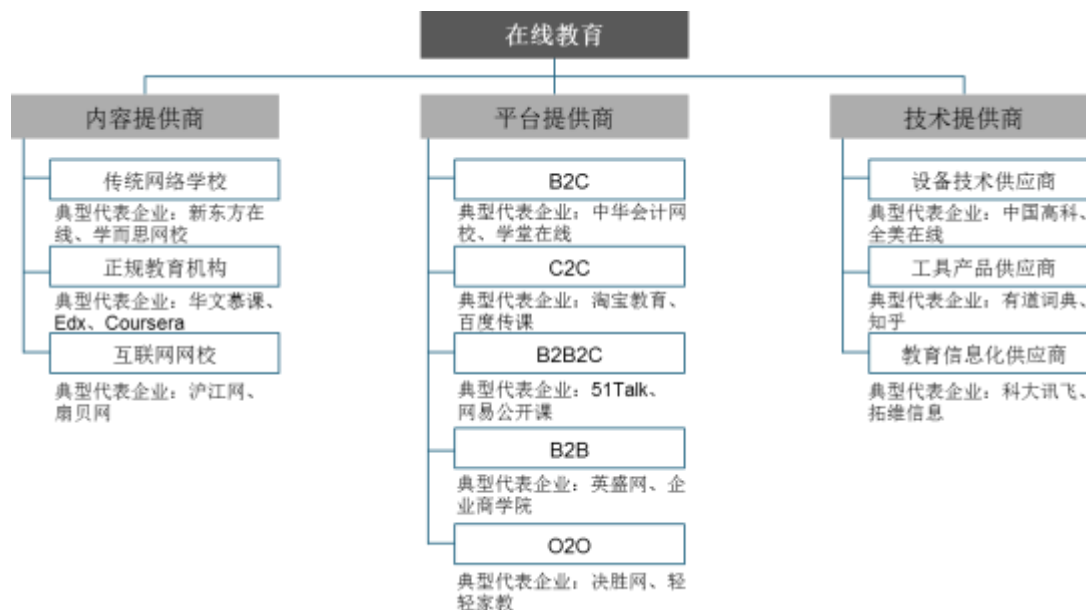 在线教育
内容提供商
传统网络学校
典型代表企业：新东方在
线、学而思网校
正规教育机构
典型代表企业：华文慕课、
Edx、Coursera
互联网网校
典型代表企业：沪江网、
扇贝网
平台提供商
B2C
典型代表企业：中华会计网
校、学堂在线
C2C
典型代表企业：淘宝教育、
百度传课
B2B2C
典型代表企业：51Talk、
网易公开课
B2B
典型代表企业：英盛网、企
业商学院
O2O
典型代表企业：决胜网、轻
轻家教
技术提供商
设备技术供应商
典型代表企业：中国高科、
全美在线
工具产品供应商
典型代表企业：有道词典、
知乎
教育信息化供应商
典型代表企业：科大讯飞、
拓维信息